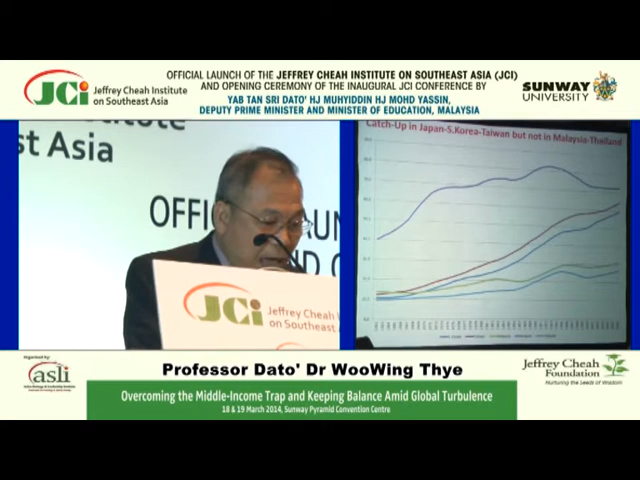 JCi
Jeffrey Cheah Institute
on Southeast Asia
OFFICIAL LAUNCH OF THE JEFFREY CHEAH INSTITUTE ON SOUTHEAST ASIA (JCI)
AND OPENING CEREMONY OF THE INAUGURAL JCI CONFERENCE BY
YAB TAN SRI DATO' HJ MUHYIDDIN HJ MOHD YASSIN,
DEPUTY PRIME MINISTER AND MINISTER OF EDUCATION, MALAYSIA
SUNWAY
UNIVERSITY
st Asia
OFFI
LAUN
ND
JCi
Jeffrey Cheah Institute
on Southeast Asia
Catch-Up in Japan-S.Korea-Taiwan but not in Malaysia-Thailand
Organised by:
asli
Professor Dato' Dr WooWing Thye
Jeffrey Cheah
Foundation
Nurturing the Seeds of Wisdom
Overcoming the Middle-Income Trap and Keeping Balance Amid Global Turbulence
18 & 19 March 2014, Sunway Pyramid Convention Centre